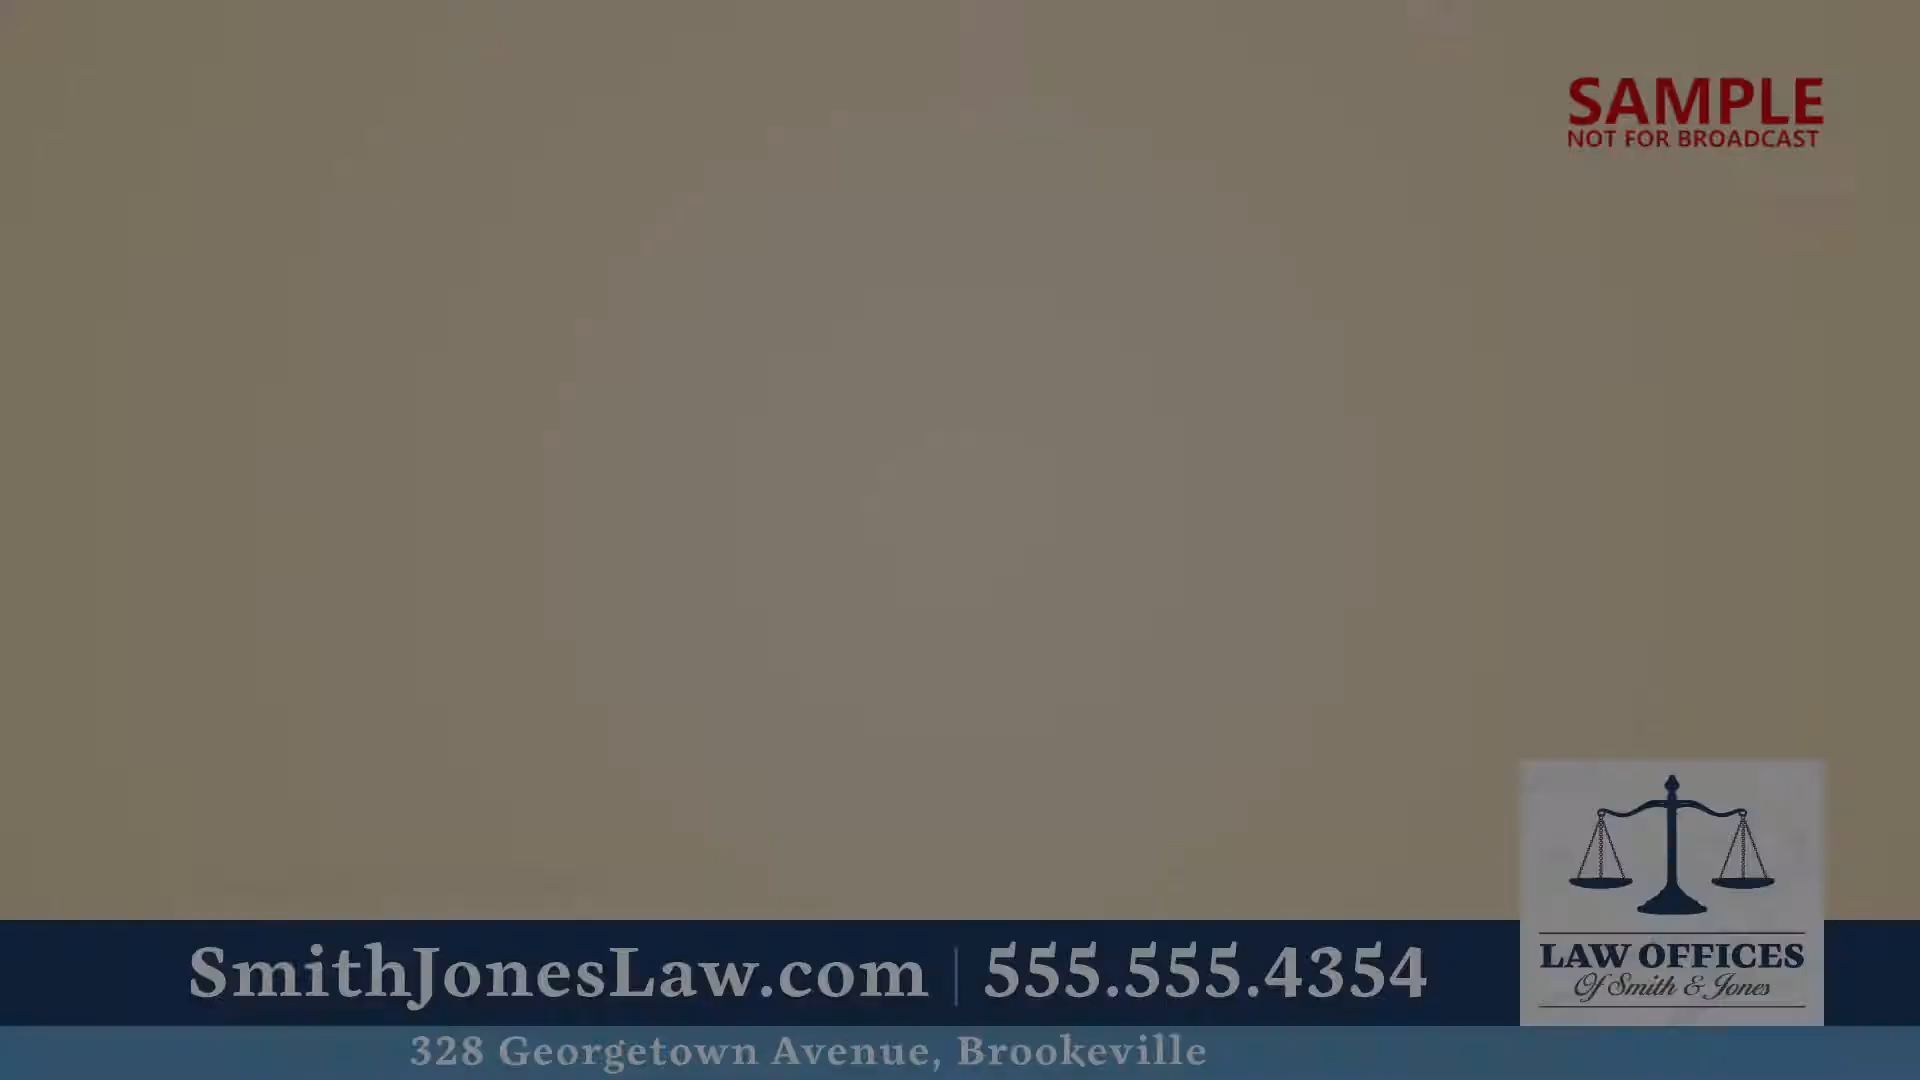 SAMPLE
NOT FOR BROADCAST
SmithJonesLaw.com | 555.555.4354
LAW OFFICES
Of Smith & Jones
328 Georgetown Avenue, Brookeville